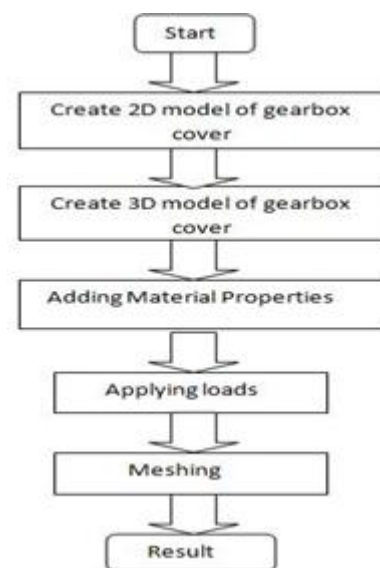 Start
Create 2D model of gearbox
cover
Create 3D model of gearbox
cover
Adding Material Properties
Applying loads
Meshing
Result